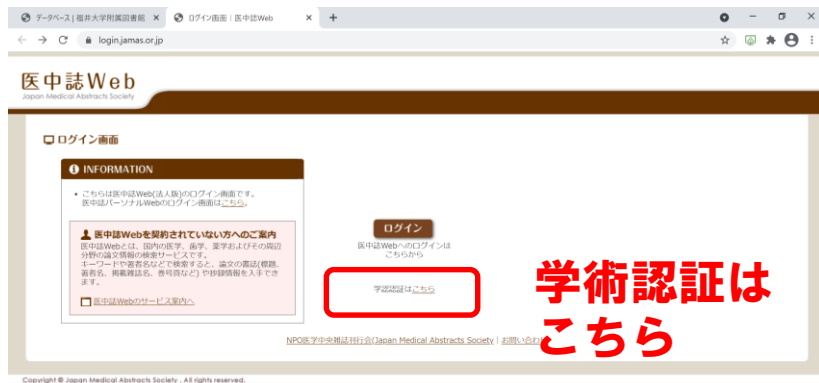 データベース | 福井大学附属図書館
ログイン画面 | 医中誌Web
login.jamas.or.jp
医中誌Web
Japan Medical Abstracts Society
ログイン画面
INFORMATION
• こちらは医中誌Web(法人版)のログイン画面です。
医中誌パーソナルWebのログイン画面はこちら。
医中誌Webを契約されていない方へのご案内
医中誌Webとは、国内の医学、歯学、薬学およびその周辺
分野の論文情報の検索サービスです。
キーワードや著者名などで検索すると、論文の書誌(標題、
著者名、掲載雑誌名、巻号頁など) や抄録情報を入手でき
ます。
医中誌Webのサービス案内へ
ログイン
医中誌Webへのログインは
こちらから
学認認証はこちら
学術認証は
こちら
NPO医学中央雑誌刊行会(Japan Medical Abstracts Society | お問い合わ
Copyright © Japan Medical Abstracts Society . All rights reserved.